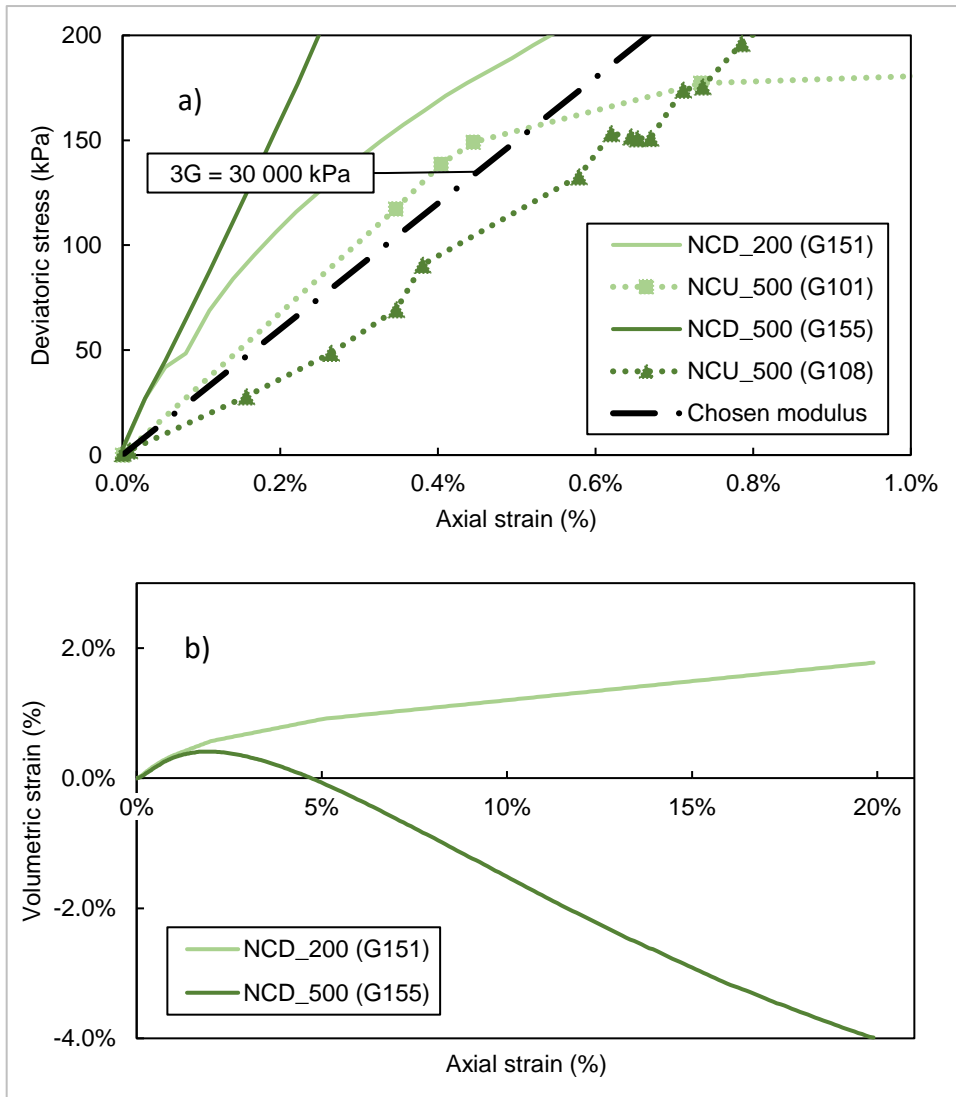 200
150
100
50
0
Deviatoric stress (kPa)
a)
3G = 30 000 kPa
NCD_200 (G151)
NCU_500 (G101)
NCD_500 (G155)
NCU_500 (G108)
Chosen modulus
0.0%
0.2%
0.4%
0.6%
0.8%
1.0%
Axial strain (%)
2.0%
0.0%
-2.0%
-4.0%
Volumetric strain (%)
b)
0%
5%
10%
15%
20%
NCD_200 (G151)
NCD_500 (G155)
Axial strain (%)